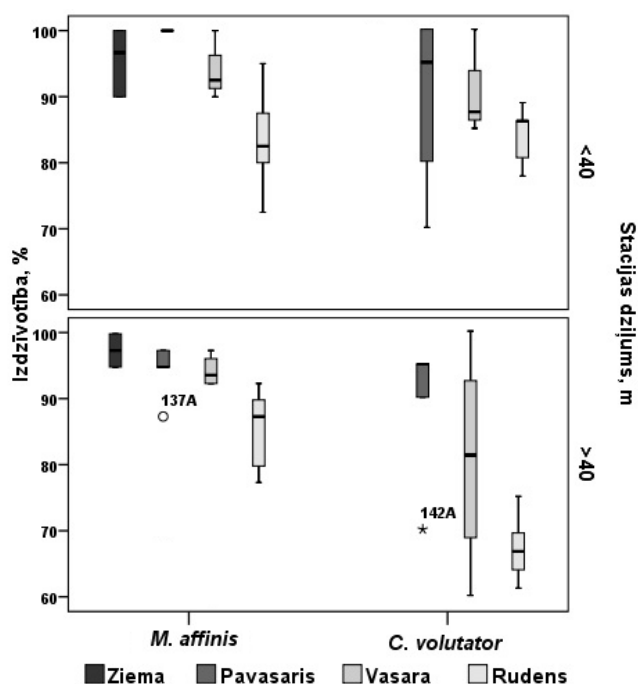 100
90
80
70
60
<40
100
90
80
70
60
137A
142A
>40
Izdzīvotība, %
Stacijas dziļums, m
M. affinis C. volutator
Ziema Pavasaris Vasara Rudens